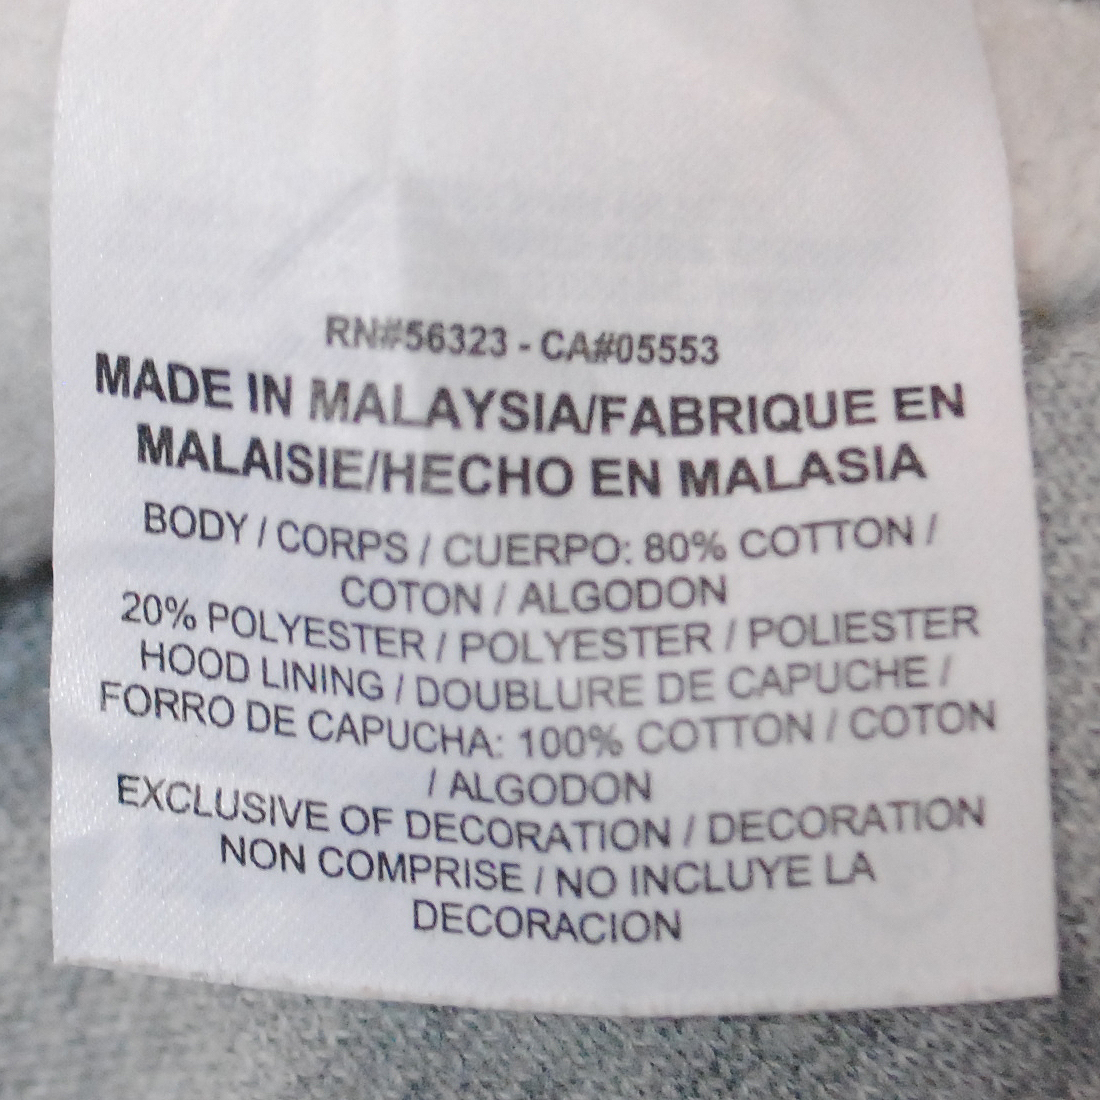 RN#56323 - CA#05553
MADE IN MALAYSIA/FABRIQUE EN
MALAISIE/HECHO EN MALASIA
BODY / CORPS / CUERPO: 80% COTTON /
COTON / ALGODON
20% POLYESTER / POLYESTER / POLIESTER
HOOD LINING / DOUBLURE DE CAPUCHE /
FORRO DE CAPUCHA: 100% COTTON / COTON
/ ALGODON
EXCLUSIVE OF DECORATION / DECORATION
NON COMPRISE / NO INCLUYE LA
DECORACION